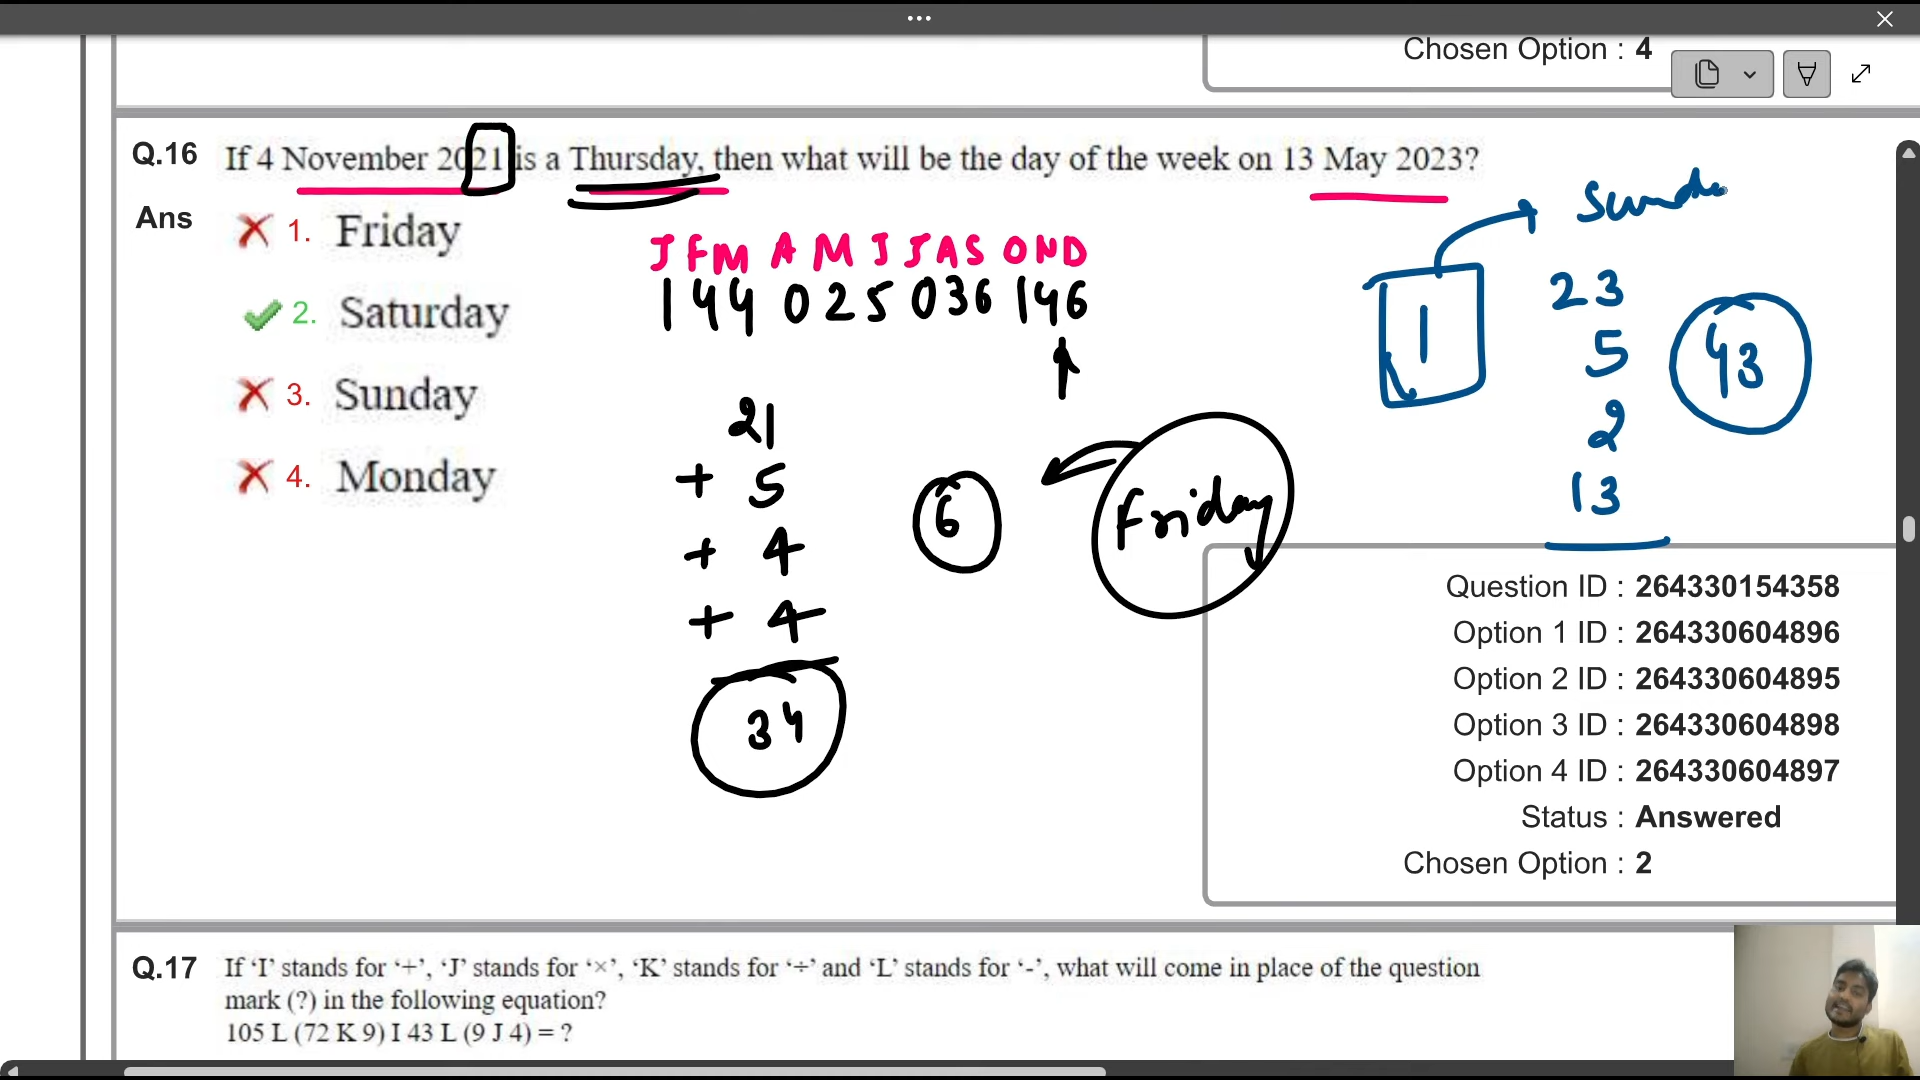 Chosen Option : 4
Q.16 If 4 November 2021 is a Thursday, then what will be the day of the week on 13 May 2023?
Ans
1. Friday
2. Saturday
3. Sunday
4. Monday
J F M A M J J A S O N D
1 4 4 0 2 5 0 3 6 1 4 6
21
+ 5
+ 4
+ 4
34
6
Friday
1
Sunda
23
5
2
13
43
Question ID : 264330154358
Option 1 ID : 264330604896
Option 2 ID : 264330604895
Option 3 ID : 264330604898
Option 4 ID : 264330604897
Status : Answered
Chosen Option : 2
Q.17 If ‘I’ stands for ‘+’, ‘J’ stands for ‘×’, ‘K’ stands for ‘÷’ and ‘L’ stands for ‘-’, what will come in place of the question
mark (?) in the following equation?
105 L (72 K 9) I 43 L (9 J 4) = ?